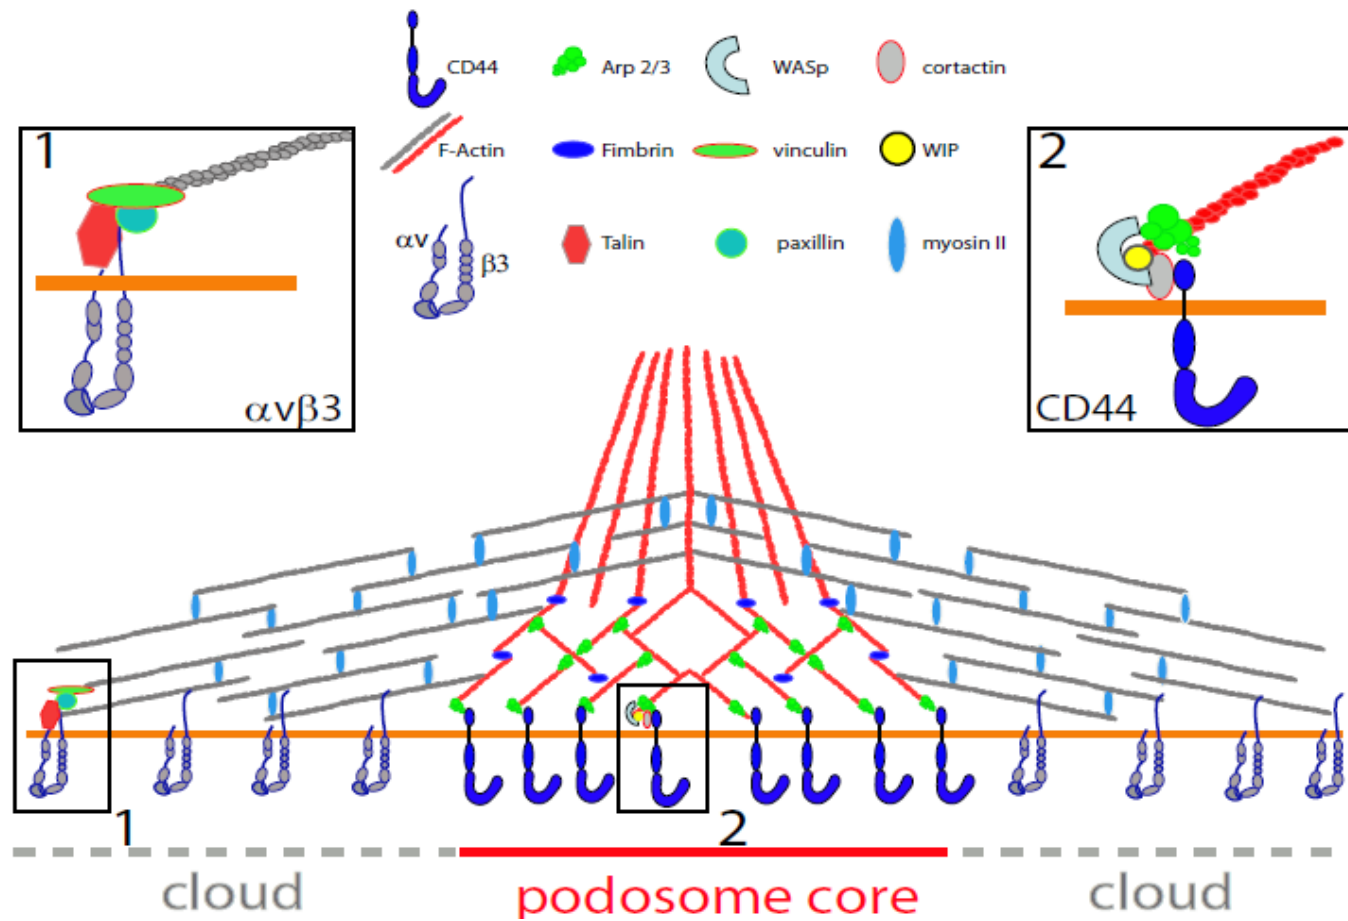 CD44
Arp 2/3
WASp
cortactin
F-Actin
Fimbrin
vinculin
WIP
αv
β3
Talin
paxillin
myosin II
1
αvβ3
2
CD44
1
2
cloud
podosome core
cloud